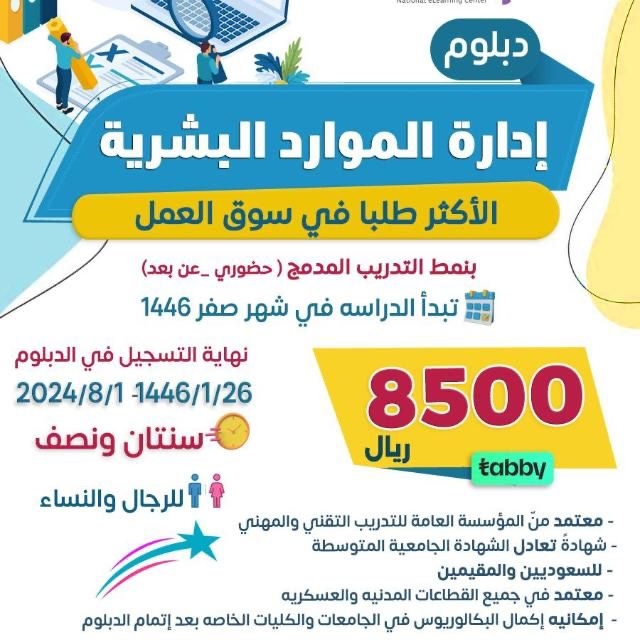 National eLearning Center
دبلوم
إدارة الموارد البشرية
الأكثر طلبا في سوق العمل
بنمط التدريب المدمج ( حضوري _عن بعد)
تبدأ الدراسه في شهر صفر 1446
نهاية التسجيل في الدبلوم
2024/8/1 -1446/1/26
سنتان ونصف
للرجال والنساء
8500
ريال
tabby
- معتمد منّ المؤسسة العامة للتدريب التقني والمهني
- شهادةً تعادل الشهادة الجامعية المتوسطة
- للسعوديين والمقيمين
- معتمد في جميع القطاعات المدنيه والعسكريه
- إمكانيه إكمال البكالوريوس في الجامعات والكليات الخاصه بعد إتمام الدبلوم